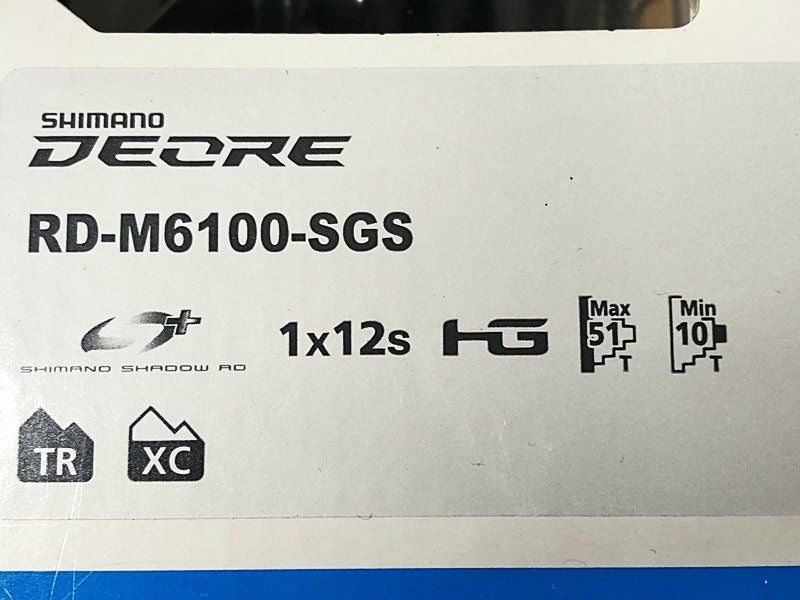 SHIMANO
DEORE
RD-M6100-SGS
S+
SHIMANO SHADOW RD
1x12s
HG
Max
51
T
Min
10
T
TR
XC